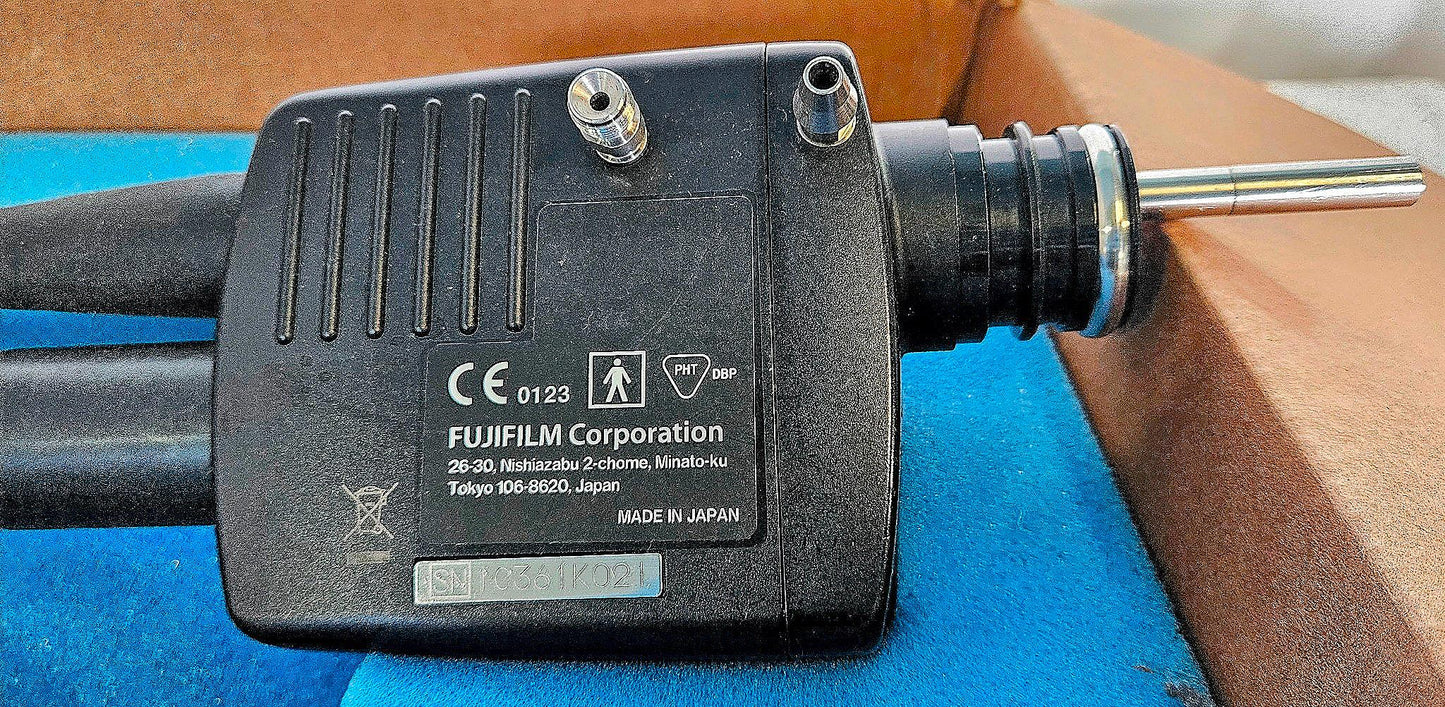 CE 0123
PHT DBP
FUJIFILM Corporation
26-30, Nishiazabu 2-chome, Minato-ku
Tokyo 106-8620, Japan
MADE IN JAPAN
SN 1C361K021